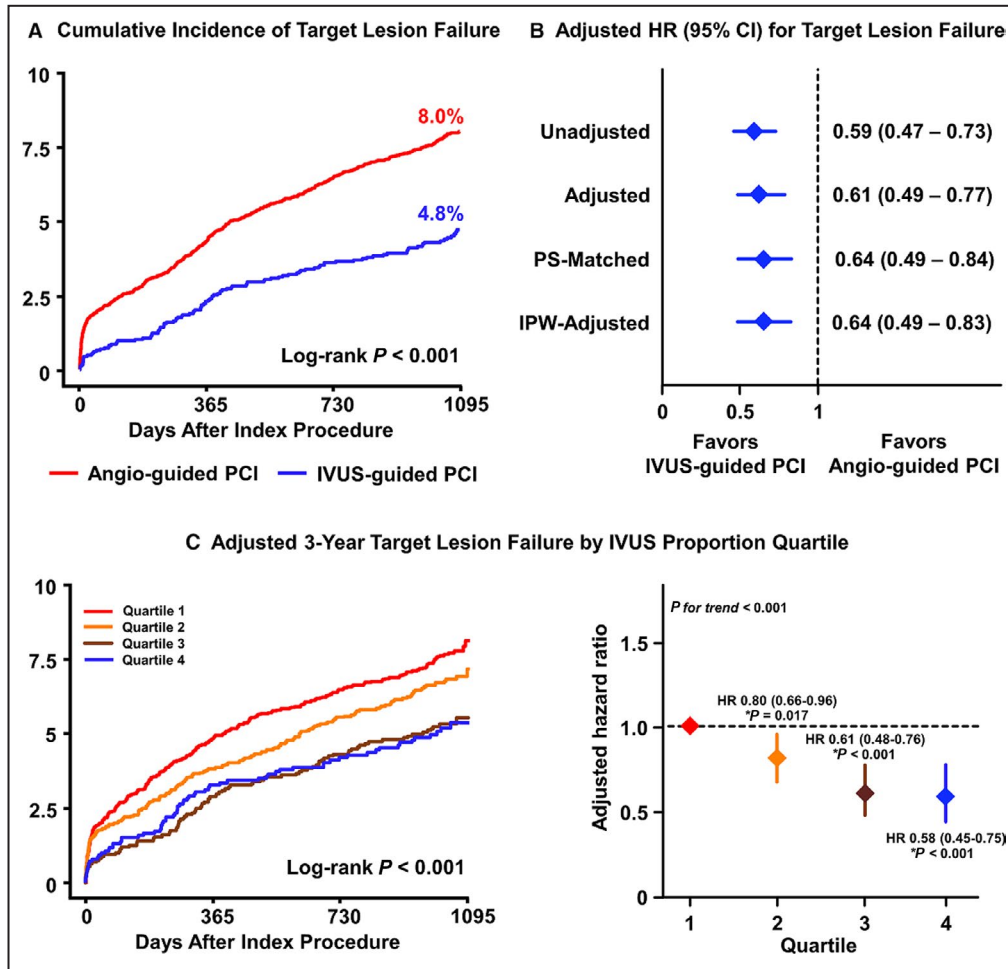 A Cumulative Incidence of Target Lesion Failure
10
7.5
5
2.5
0
8.0%
4.8%
Log-rank P < 0.001
0 365 730 1095
Days After Index Procedure
Angio-guided PCI IVUS-guided PCI
B Adjusted HR (95% CI) for Target Lesion Failure
Unadjusted 0.59 (0.47 – 0.73)
Adjusted 0.61 (0.49 – 0.77)
PS-Matched 0.64 (0.49 – 0.84)
IPW-Adjusted 0.64 (0.49 – 0.83)
0 0.5 1
Favors
IVUS-guided PCI
Favors
Angio-guided PCI
C Adjusted 3-Year Target Lesion Failure by IVUS Proportion Quartile
10
7.5
5
2.5
0
Quartile 1
Quartile 2
Quartile 3
Quartile 4
Log-rank P < 0.001
0 365 730 1095
Days After Index Procedure
Adjusted hazard ratio
1.5
1.0
0.5
0
P for trend < 0.001
HR 0.80 (0.66-0.96)
*P = 0.017
HR 0.61 (0.48-0.76)
*P < 0.001
HR 0.58 (0.45-0.75)
*P < 0.001
1 2 3 4
Quartile